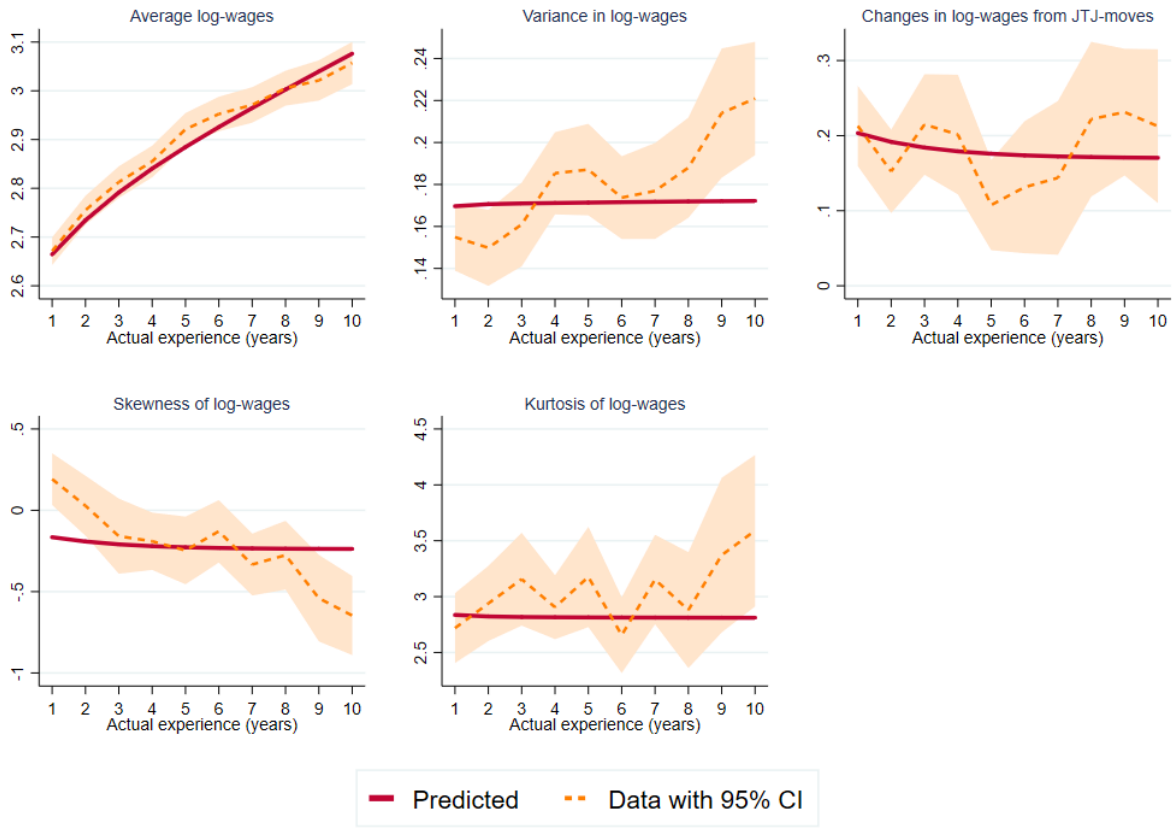 Average log-wages
3.1
3
2.9
2.8
2.7
2.6
1 2 3 4 5 6 7 8 9 10
Actual experience (years)
Variance in log-wages
.24
.22
.2
.18
.16
.14
1 2 3 4 5 6 7 8 9 10
Actual experience (years)
Changes in log-wages from JTJ-moves
.3
.2
.1
0
1 2 3 4 5 6 7 8 9 10
Actual experience (years)
Skewness of log-wages
.5
0
-.5
-1
1 2 3 4 5 6 7 8 9 10
Actual experience (years)
Kurtosis of log-wages
4.5
4
3.5
3
2.5
1 2 3 4 5 6 7 8 9 10
Actual experience (years)
Predicted Data with 95% CI